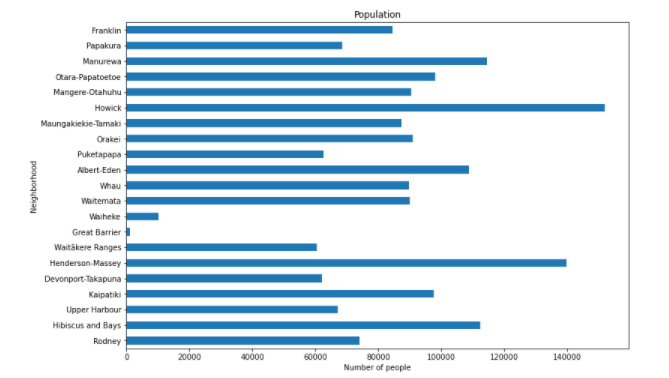 Population
Franklin
Papakura
Manurewa
Otara-Papatoetoe
Mangere-Otahuhu
Howick
Maungakiekie-Tamaki
Orakei
Puketapapa
Albert-Eden
Whau
Waitemata
Waiheke
Great Barrier
Waitākere Ranges
Henderson-Massey
Devonport-Takapuna
Kaipatiki
Upper Harbour
Hibiscus and Bays
Rodney
Neighborhood
0 20000 40000 60000 80000 100000 120000 140000
Number of people